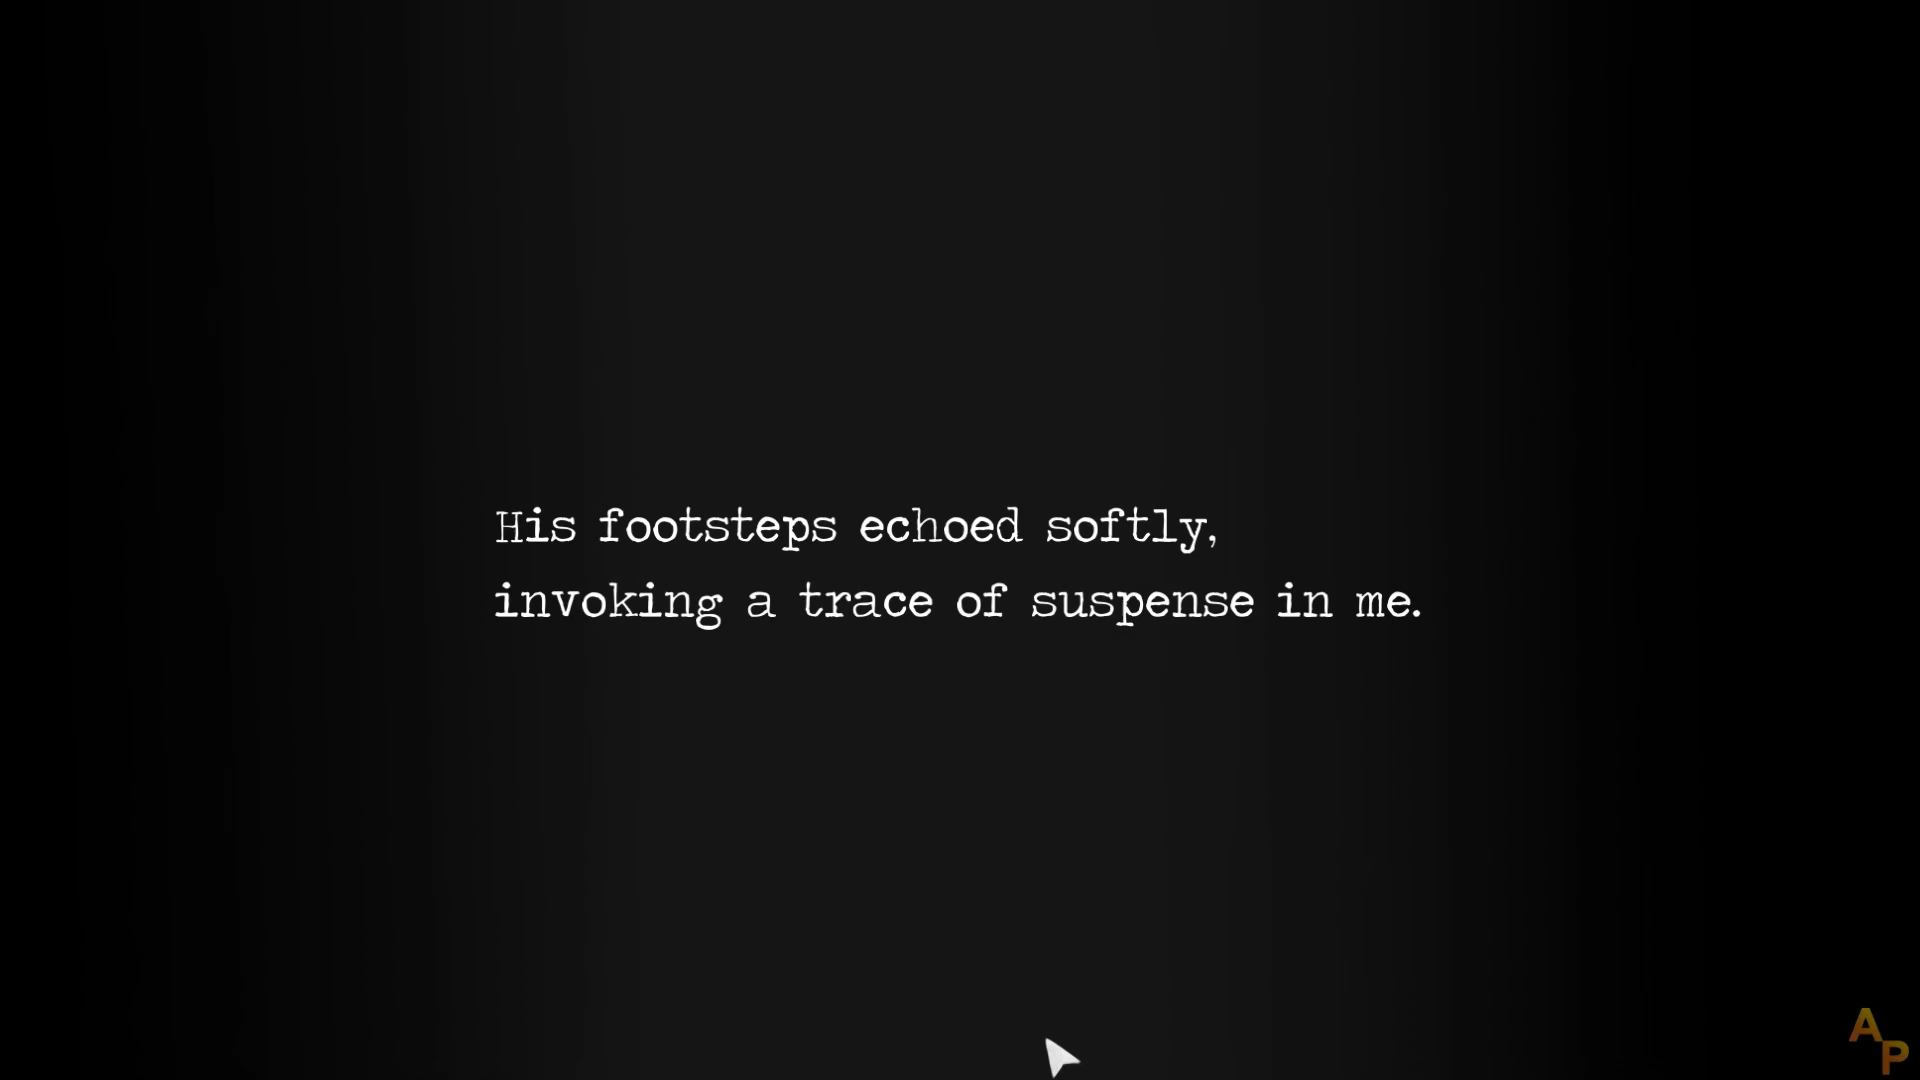 His footsteps echoed softly,
invoking a trace of suspense in me.
AP